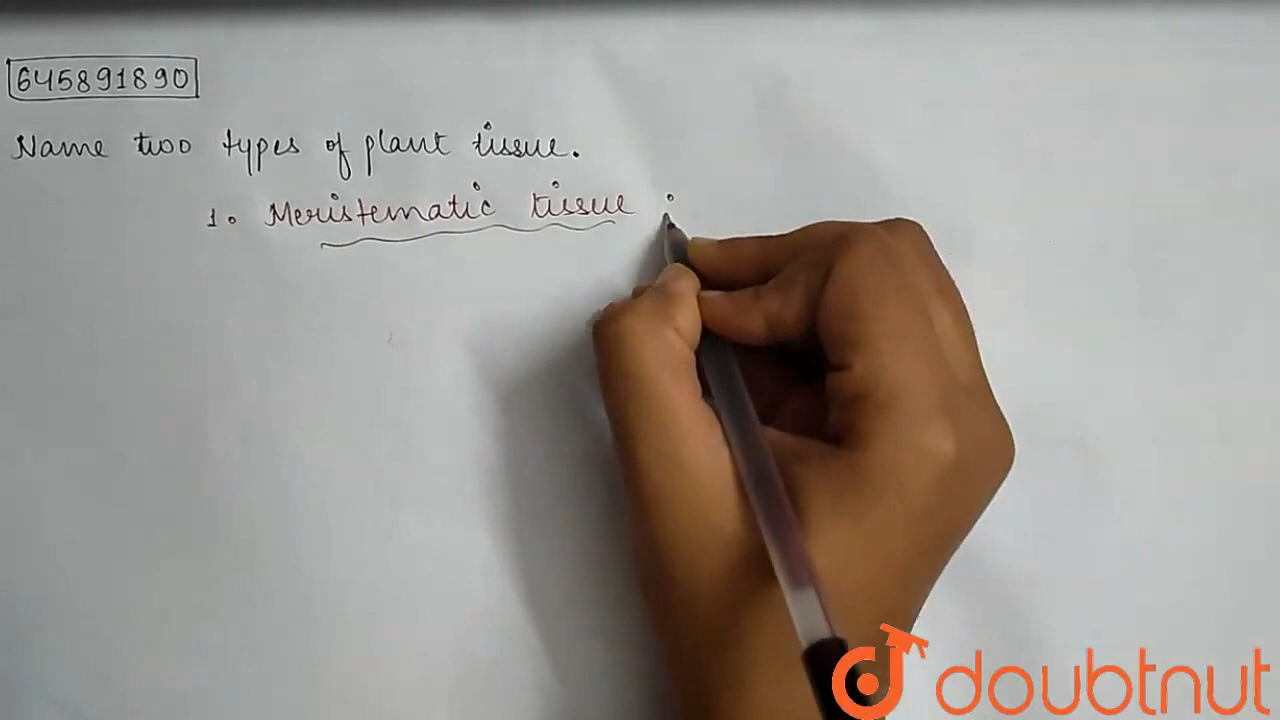 645891890
Name two types of plant tissue.
1. Meristematic tissue :
doubtnut